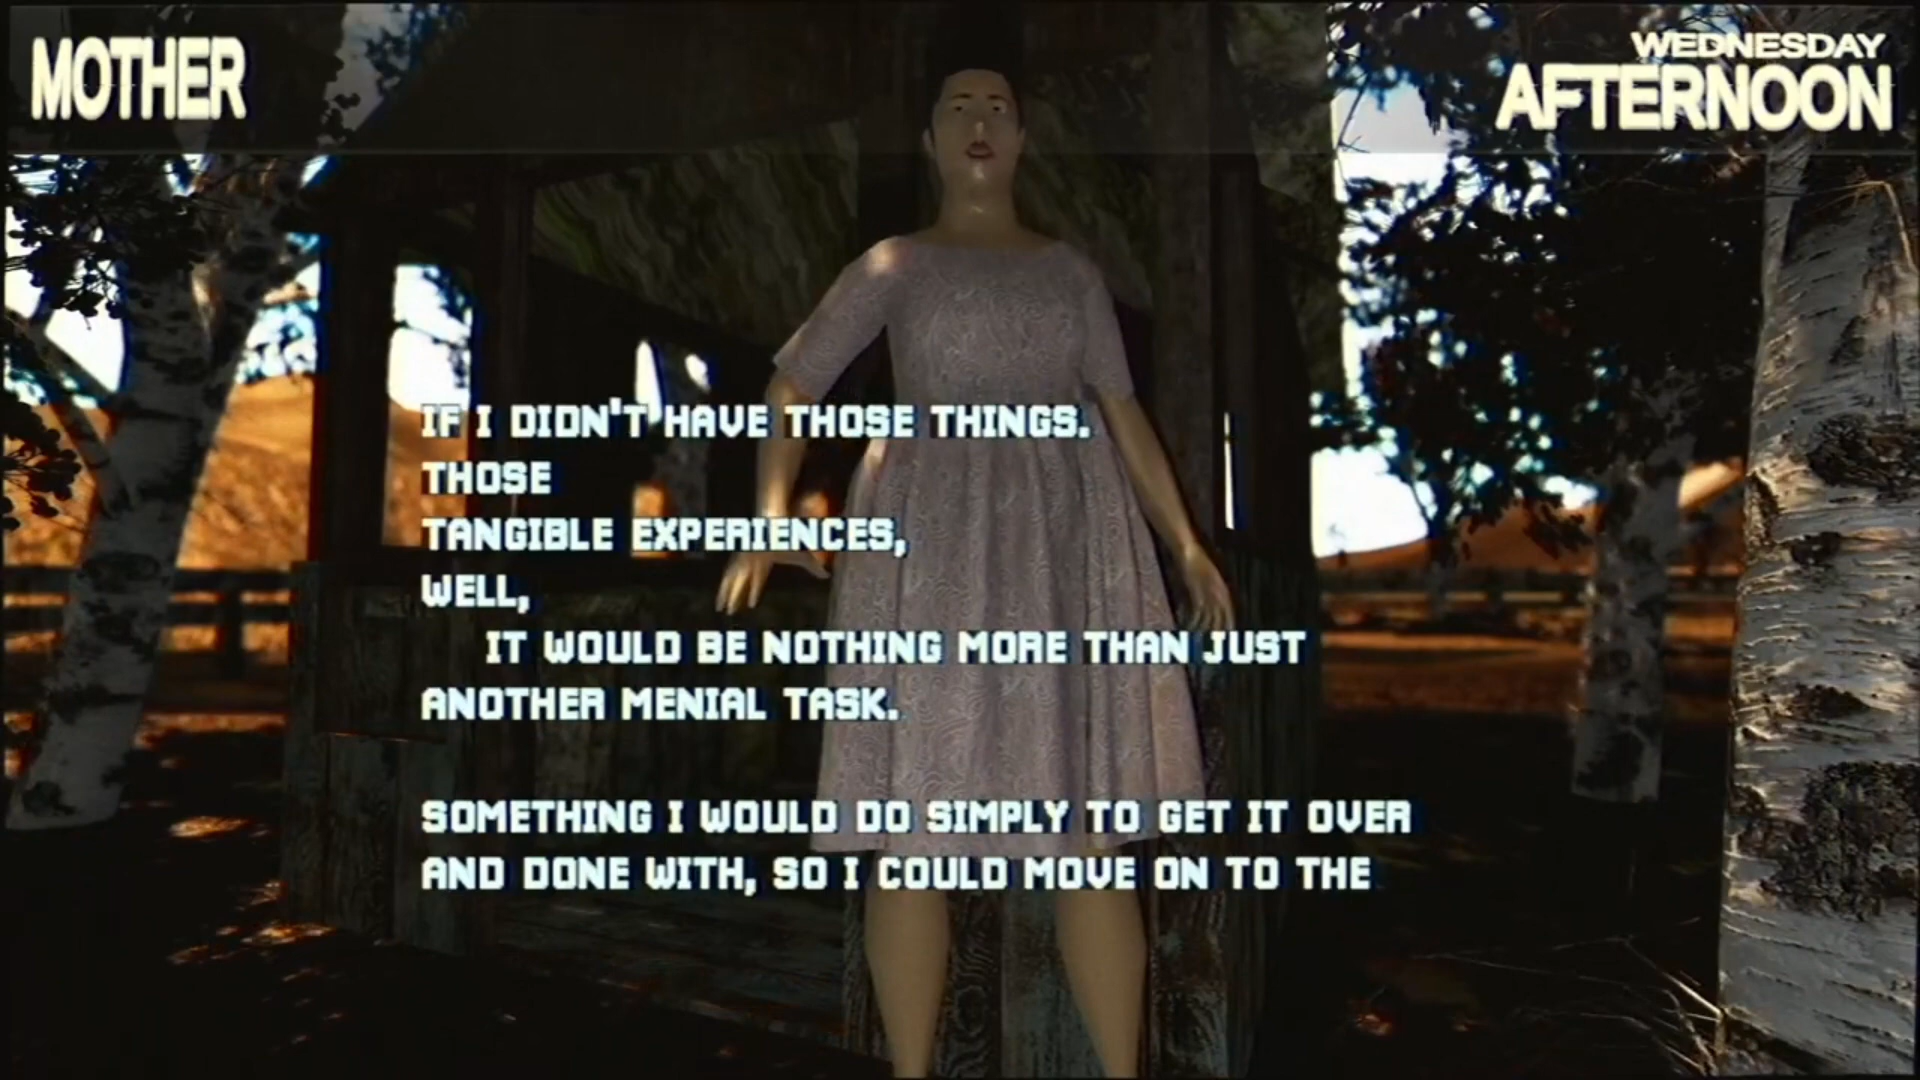 MOTHER
WEDNESDAY
AFTERNOON
IF I DIDN'T HAVE THOSE THINGS.
THOSE
TANGIBLE EXPERIENCES,
WELL,
IT WOULD BE NOTHING MORE THAN JUST
ANOTHER MENIAL TASK.
SOMETHING I WOULD DO SIMPLY TO GET IT OVER
AND DONE WITH, SO I COULD MOVE ON TO THE